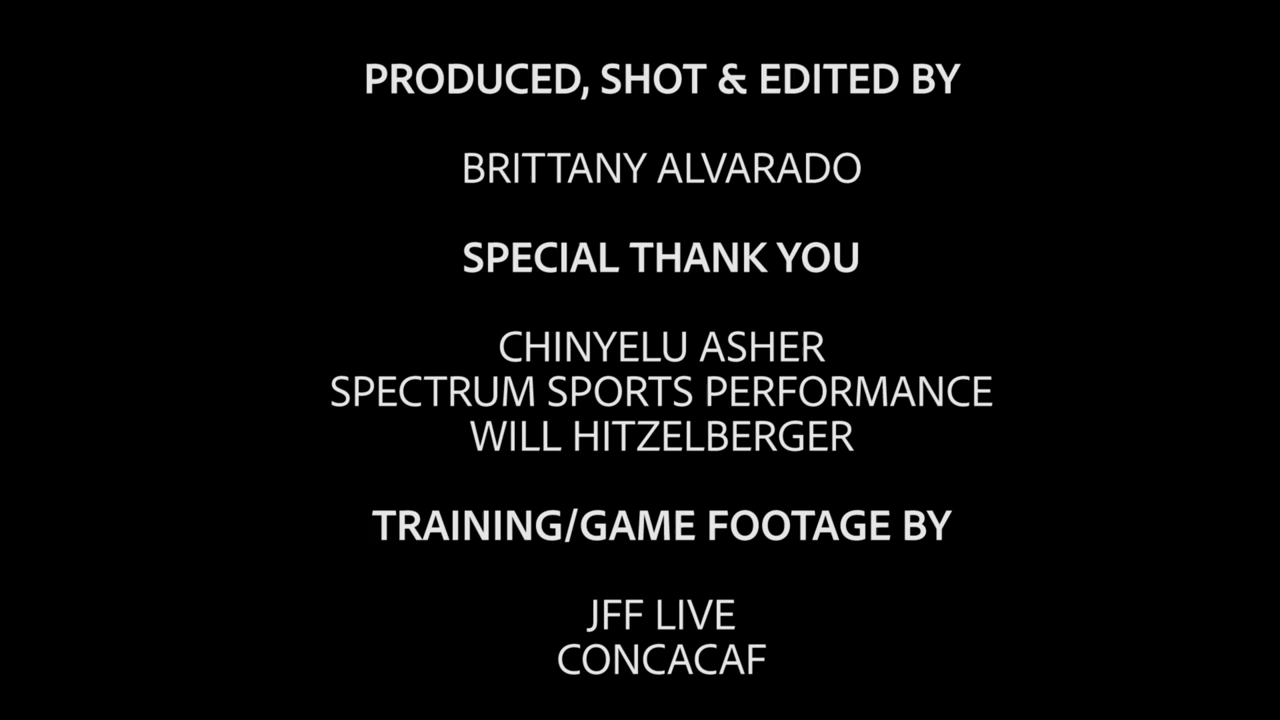 PRODUCED, SHOT & EDITED BY
BRITTANY ALVARADO
SPECIAL THANK YOU
CHINYELU ASHER
SPECTRUM SPORTS PERFORMANCE
WILL HITZELBERGER
TRAINING/GAME FOOTAGE BY
JFF LIVE
CONCACAF